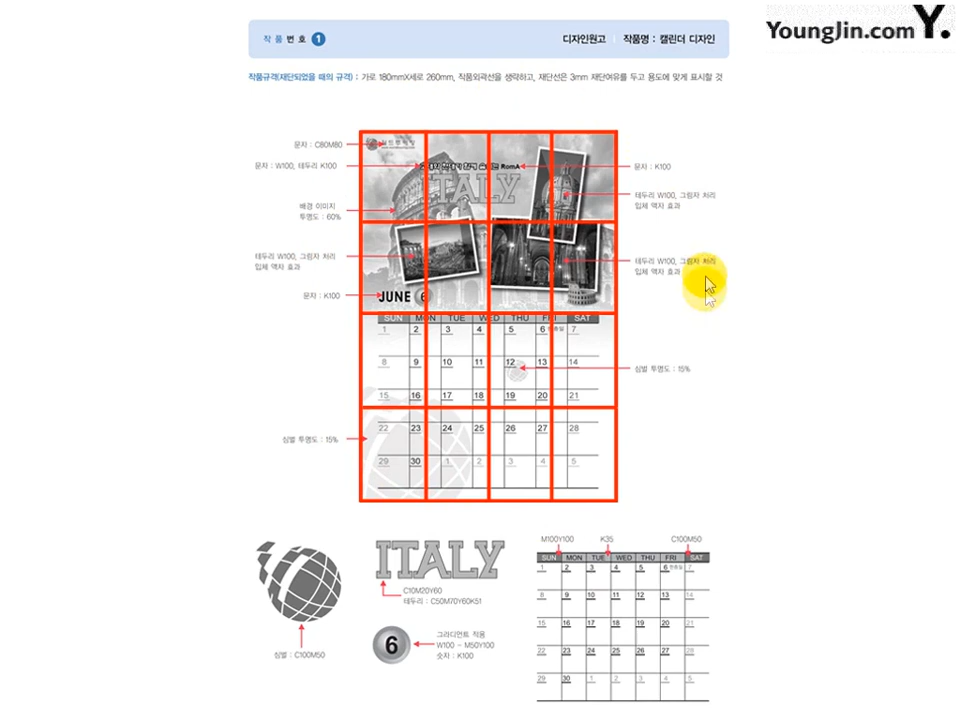 작 품 번 호 1
디자인원고 | 작품명 : 캘린더 디자인
YoungJin.com Y.
작품규격(재단되었을 때의 규격) : 가로 180mmX세로 260mm, 작품외곽선을 생략하고, 재단선은 3mm 재단여유를 두고 용도에 맞게 표시할 것
문자 : C80M80
문자 : W100, 테두리 K100
RomA
문자 : K100
ITALY
테두리 W100, 그림자 처리
입체 액자 효과
배경 이미지
투명도 : 60%
테두리 W100, 그림자 처리
입체 액자 효과
테두리 W100, 그림자 처리
입체 액자 효과
문자 : K100
JUNE 6
SUN MON TUE WED THU FRI SAT
1 2 3 4 5 6 7
8 9 10 11 12 13 14
심벌 투명도 : 15%
15 16 17 18 19 20 21
22 23 24 25 26 27 28
심벌 투명도 : 15%
29 30 1 2 3 4 5
심벌 : C100M50
ITALY
C10M20Y60
테두리 : C50M70Y60K51
6
그라디언트 적용
W100 - M50Y100
숫자 : K100
M100Y100 K35 C100M50
SUN MON TUE WED THU FRI SAT
1 2 3 4 5 6 현충일 7
8 9 10 11 12 13 14
15 16 17 18 19 20 21
22 23 24 25 26 27 28
29 30 1 2 3 4 5